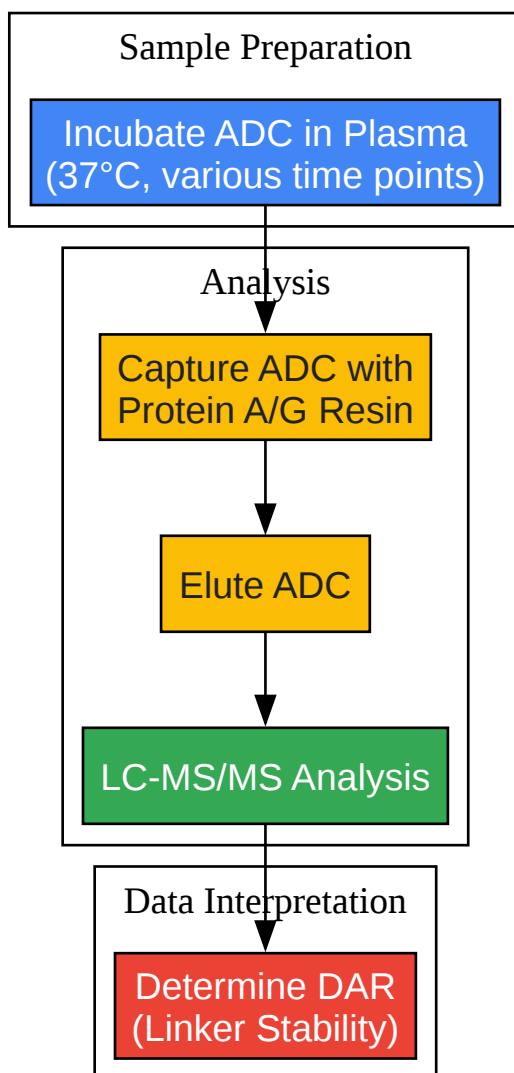 Sample Preparation
Incubate ADC in Plasma
(37°C, various time points)
Analysis
Capture ADC with
Protein A/G Resin
Elute ADC
LC-MS/MS Analysis
Data Interpretation
Determine DAR
(Linker Stability)